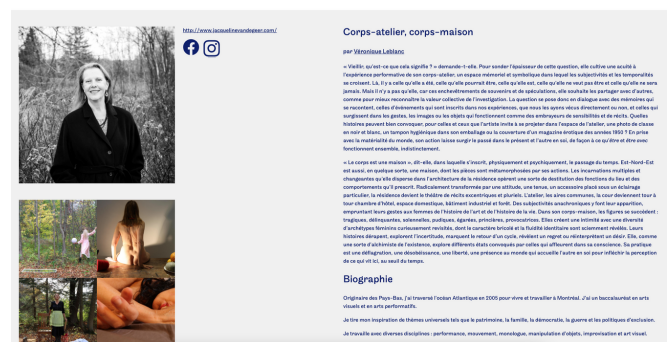 http://www.jacquelinevandegeer.com/
Corps-atelier, corps-maison
par Véronique Leblanc
« Vieillir, qu'est-ce que cela signifie ? » demande-t-elle. Pour sonder l'épaisseur de cette question, elle cultive une acuité à
l'expérience performative de son corps-atelier, un espace mémoriel et symbolique dans lequel les subjectivités et les temporalités
se croisent. Là, il y a celle qu'elle a été, celle qu'elle pourrait être, celle qu'elle est, celle qu'elle ne veut pas être et celle qu'elle ne sera
jamais. Mais il n'y a pas qu'elle, car ces enchevêtrements de souvenirs et de spéculations, elle souhaite les partager avec d'autres,
comme pour mieux reconnaître la valeur collective de l'investigation. La question se pose donc en dialogue avec des mémoires qui
se racontent, celles d'évènements qui sont inscrits dans nos expériences, que nous les ayons vécus directement ou non, et celles qui
surgissent dans les gestes, les images ou les objets qui fonctionnent comme des embrayeurs de sensibilités et de récits. Quelles
histoires peuvent bien convoquer, pour celles et ceux que l'artiste invite à se projeter dans l'espace de l'atelier, une photo de classe
en noir et blanc, un tampon hygiénique dans son emballage ou la couverture d'un magazine érotique des années 1950 ? En prise
avec la matérialité du monde, son action laisse surgir le passé dans le présent et l'autre en soi, de façon à ce qu'être et être avec
fonctionnent ensemble, indistinctement.
« Le corps est une maison », dit-elle, dans laquelle s'inscrit, physiquement et psychiquement, le passage du temps. Est-Nord-Est
est aussi, en quelque sorte, une maison, dont les pièces sont métamorphosées par ses actions. Les incarnations multiples et
changeantes qu'elle disperse dans l'architecture de la résidence opèrent une sorte de destitution des fonctions du lieu et des
comportements qu'il prescrit. Radicalement transformée par une attitude, une tenue, un accessoire placé sous un éclairage
particulier, la résidence devient le théâtre de récits excentriques et pluriels. L'atelier, les aires communes, la cour deviennent tour à
tour chambre d'hôtel, espace domestique, bâtiment industriel et forêt. Des subjectivités anachroniques y font leur apparition,
empruntant leurs gestes aux femmes de l'histoire de l'art et de l'histoire de la vie. Dans son corps-maison, les figures se succèdent :
tragiques, délinquantes, solennelles, pudiques, égarées, princières, provocatrices. Elles créent une intimité avec une diversité
d'archétypes féminins curieusement revisités, dont le caractère bricolé et la fluidité identitaire sont sciemment révélés. Leurs
histoires dérapent, explorent l'incertitude, marquent le retour d'un cycle, révèlent un regret ou réinterprètent un désir. Elle, comme
une sorte d'alchimiste de l'existence, explore différents états convoqués par celles qui affleurent dans sa conscience. Sa pratique
est une déflagration, une désobéissance, une liberté, une présence au monde qui accueille l'autre en soi pour infléchir la perception
de ce qui vit ici, au seuil du temps.
Biographie
Originaire des Pays-Bas, j'ai traversé l'océan Atlantique en 2005 pour vivre et travailler à Montréal. J'ai un baccalauréat en arts
visuels et en arts performatifs.
Je tire mon inspiration de thèmes universels tels que le patrimoine, la famille, la démocratie, la guerre et les politiques d'exclusion.
Je travaille avec diverses disciplines : performance, mouvement, monologue, manipulation d'objets, improvisation et art visuel.